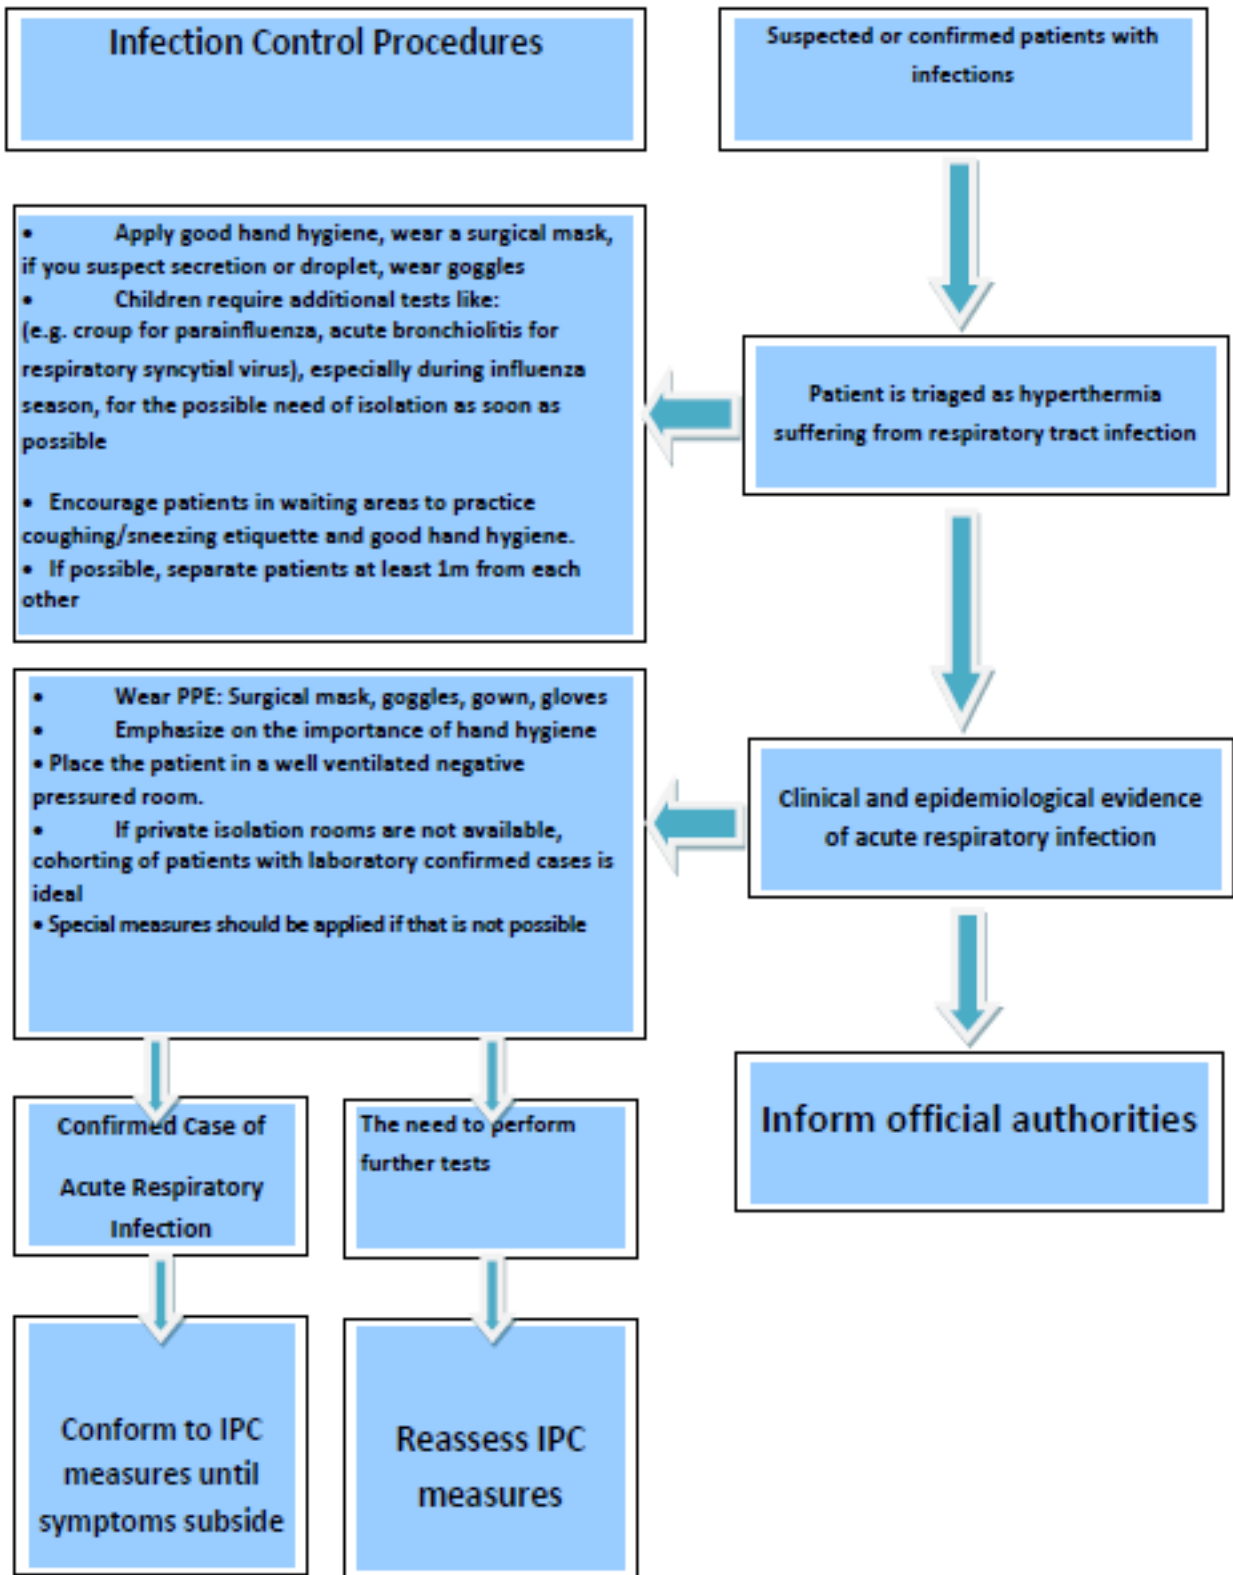 Infection Control Procedures
Suspected or confirmed patients with
infections
• Apply good hand hygiene, wear a surgical mask,
if you suspect secretion or droplet, wear goggles
• Children require additional tests like:
(e.g. croup for parainfluenza, acute bronchiolitis for
respiratory syncytial virus), especially during influenza
season, for the possible need of isolation as soon as
possible
• Encourage patients in waiting areas to practice
coughing/sneezing etiquette and good hand hygiene.
• If possible, separate patients at least 1m from each
other
Patient is triaged as hyperthermia
suffering from respiratory tract infection
• Wear PPE: Surgical mask, goggles, gown, gloves
• Emphasize on the importance of hand hygiene
• Place the patient in a well ventilated negative
pressured room.
• If private isolation rooms are not available,
cohorting of patients with laboratory confirmed cases is
ideal
• Special measures should be applied if that is not possible
Clinical and epidemiological evidence
of acute respiratory infection
Inform official authorities
Confirmed Case of
Acute Respiratory
Infection
The need to perform
further tests
Conform to IPC
measures until
symptoms subside
Reassess IPC
measures